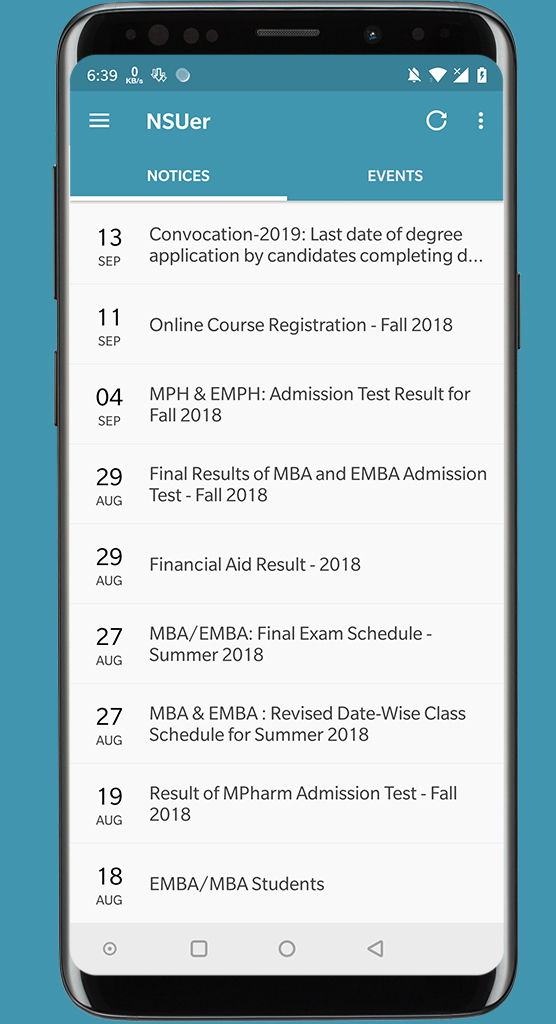 6:39 0 KB/s
NSUer
NOTICES EVENTS
13 SEP
Convocation-2019: Last date of degree
application by candidates completing d...
11 SEP
Online Course Registration - Fall 2018
04 SEP
MPH & EMPH: Admission Test Result for
Fall 2018
29 AUG
Final Results of MBA and EMBA Admission
Test - Fall 2018
29 AUG
Financial Aid Result - 2018
27 AUG
MBA/EMBA: Final Exam Schedule -
Summer 2018
27 AUG
MBA & EMBA : Revised Date-Wise Class
Schedule for Summer 2018
19 AUG
Result of MPharm Admission Test - Fall
2018
18 AUG
EMBA/MBA Students